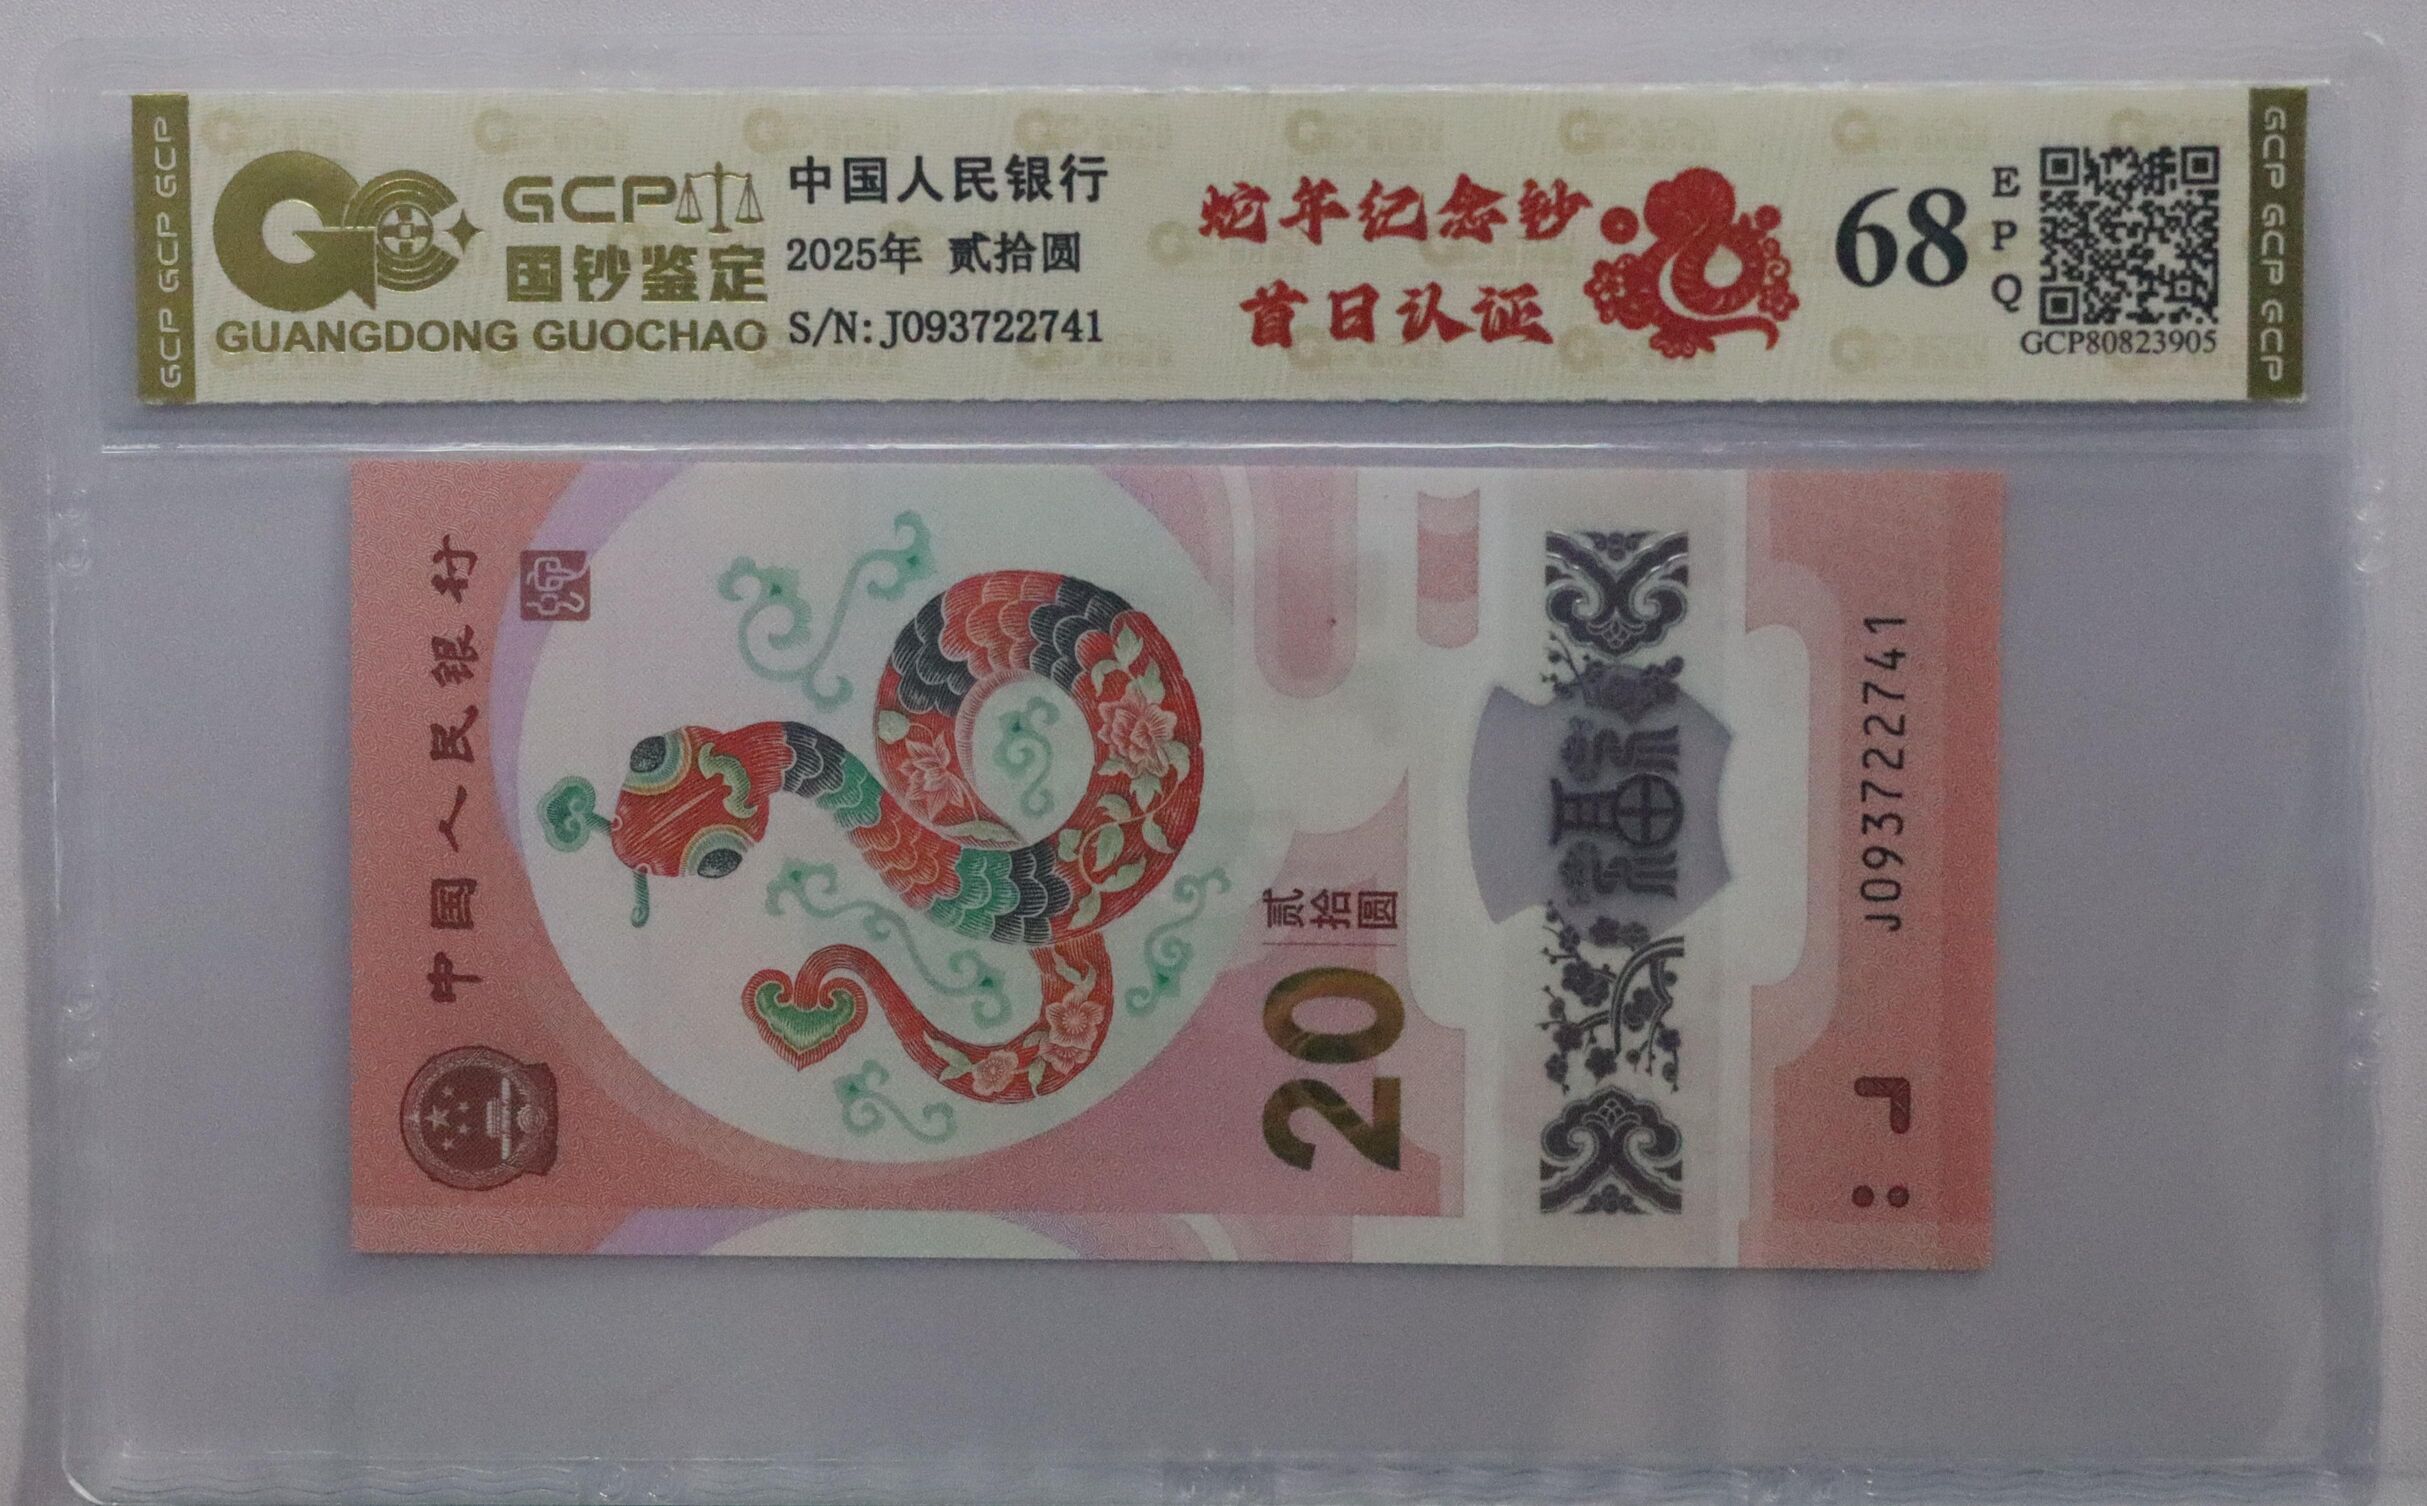 GCP GCP GCP
GCP
国钞鉴定
GUANGDONG GUOCHAO
中国人民银行
2025年 贰拾圆
S/N: J093722741
蛇年纪念钞
首日认证
68
EPQ
GCP80823905
GCP GCP GCP
中国人民银行
贰拾圆
20
福
J093722741